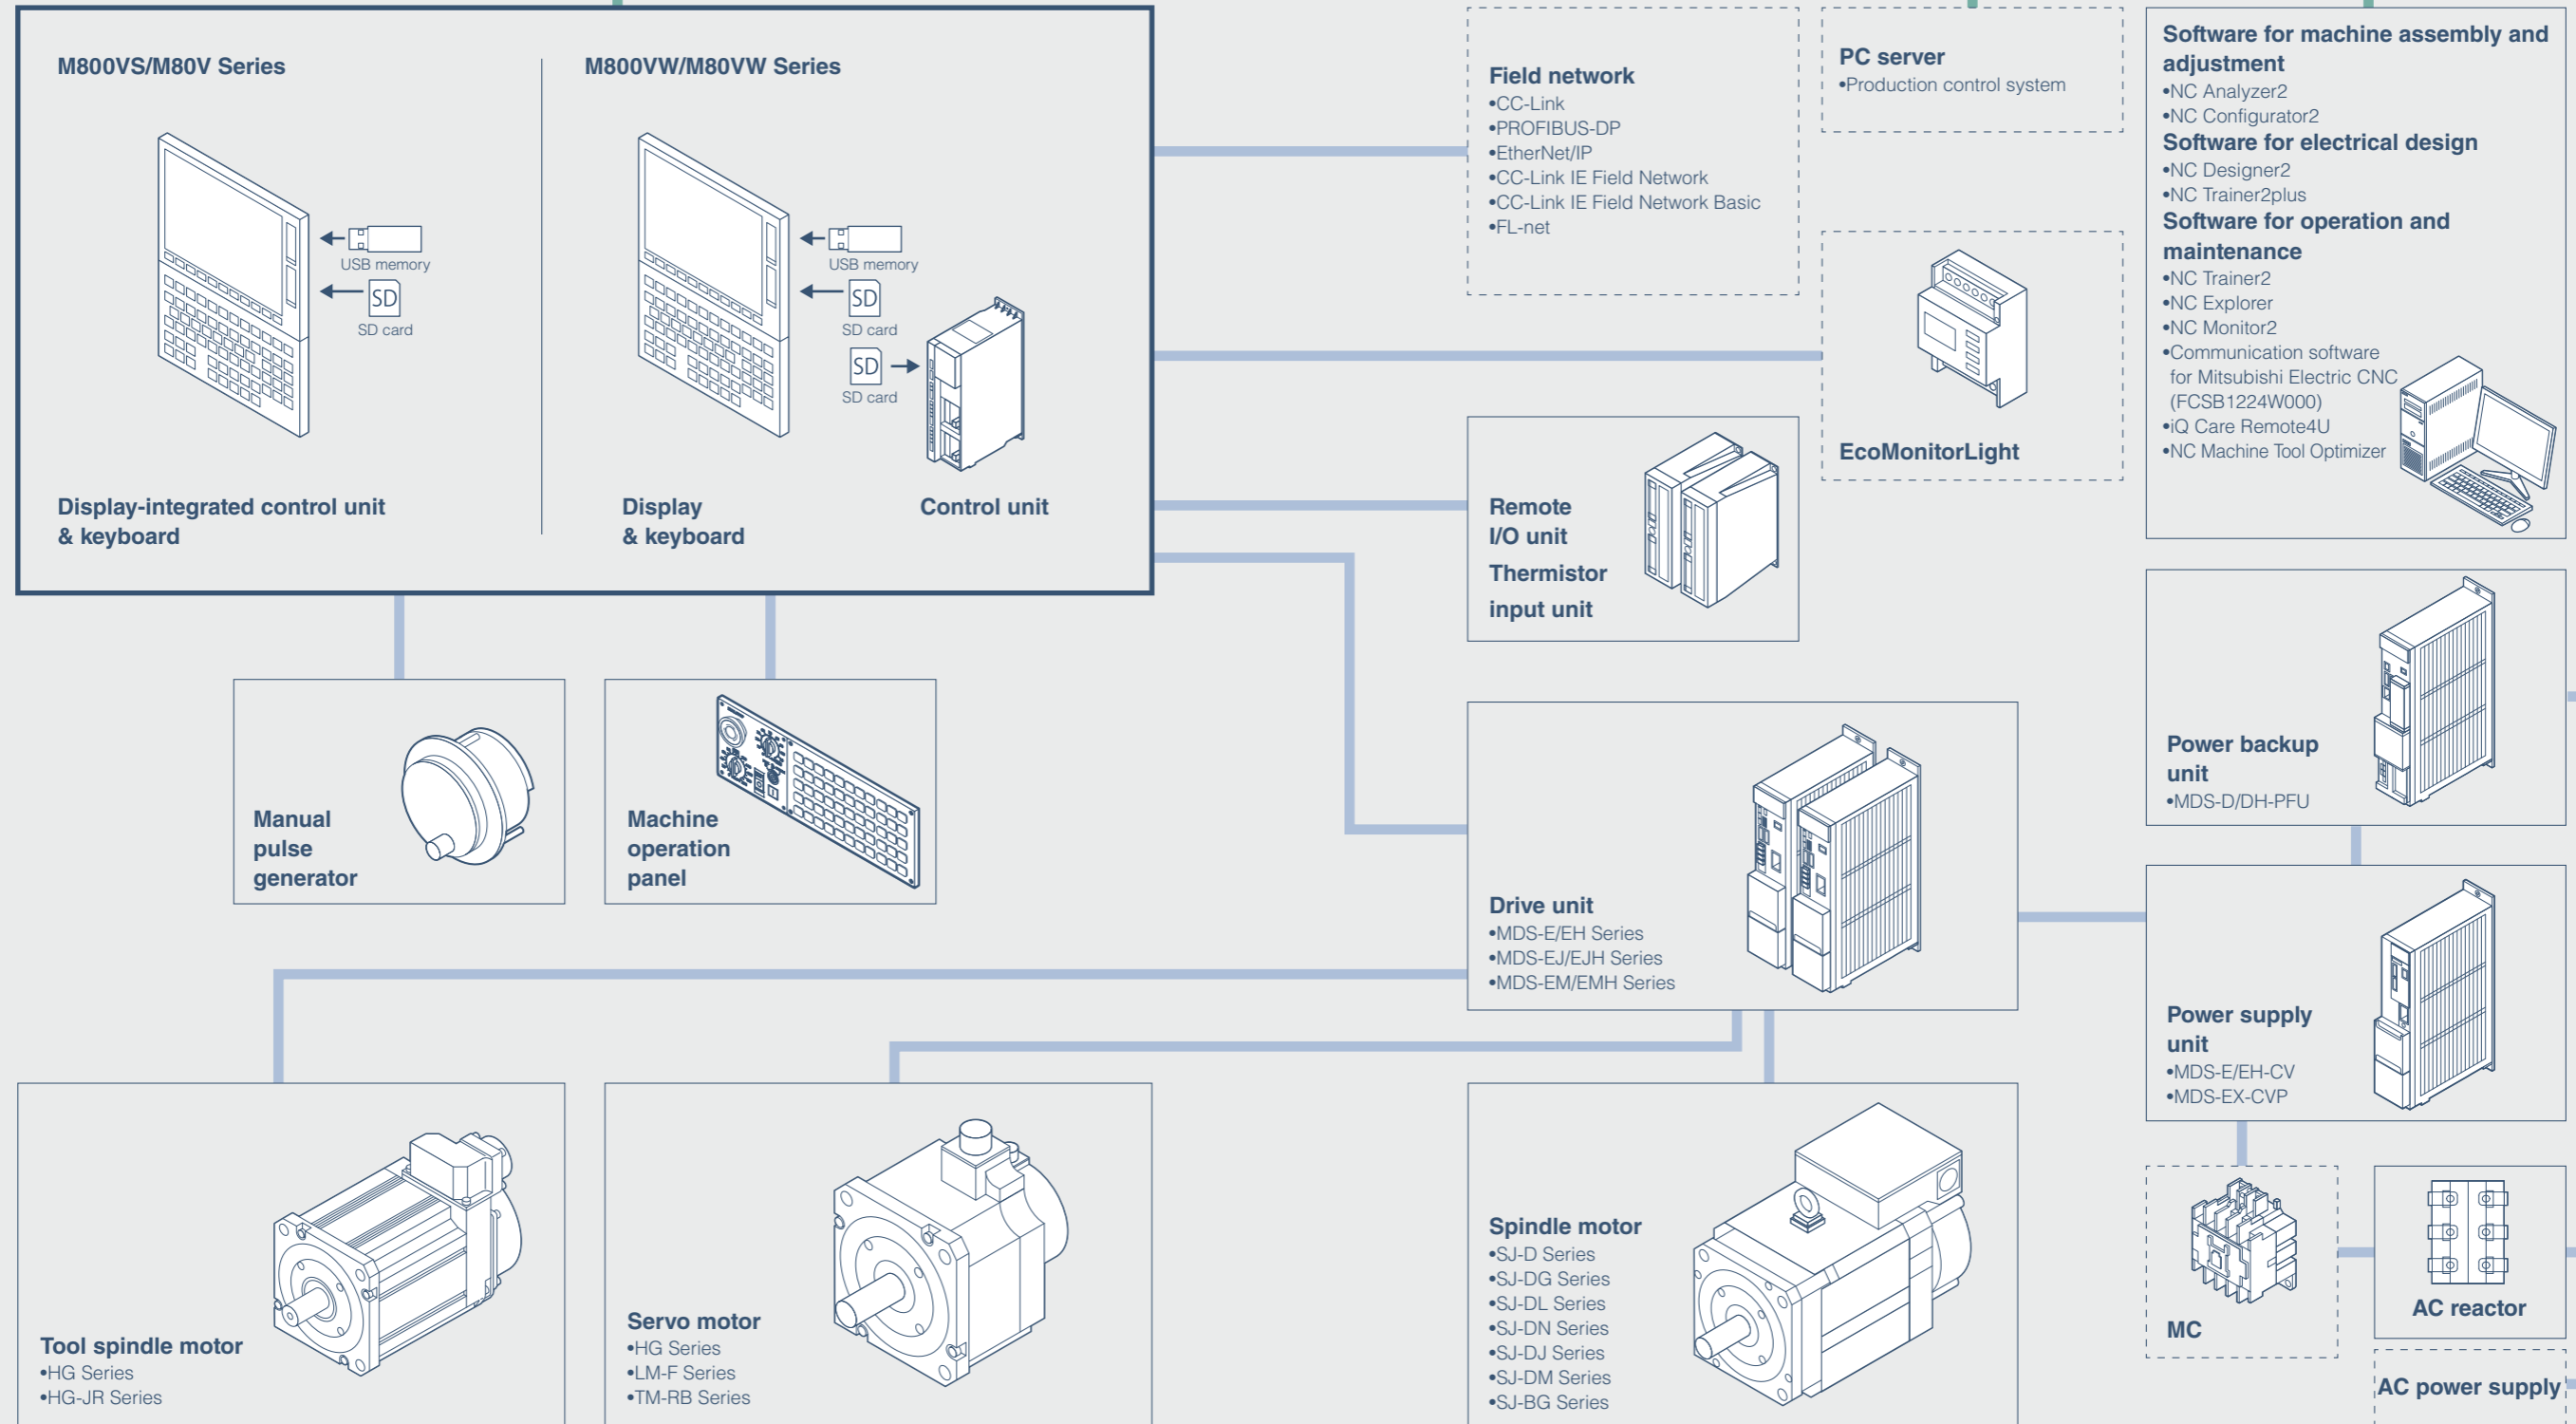 M800VS/M80V Series
USB memory
SD
SD card
Display-integrated control unit
& keyboard
M800VW/M80VW Series
USB memory
SD
SD card
SD
SD card
Display
& keyboard
Control unit
Field network
•CC-Link
•PROFIBUS-DP
•EtherNet/IP
•CC-Link IE Field Network
•CC-Link IE Field Network Basic
•FL-net
PC server
•Production control system
EcoMonitorLight
Software for machine assembly and
adjustment
•NC Analyzer2
•NC Configurator2
Software for electrical design
•NC Designer2
•NC Trainer2plus
Software for operation and
maintenance
•NC Trainer2
•NC Explorer
•NC Monitor2
•Communication software
for Mitsubishi Electric CNC
(FCSB1224W000)
•iQ Care Remote4U
•NC Machine Tool Optimizer
Remote
I/O unit
Thermistor
input unit
Manual
pulse
generator
Machine
operation
panel
Drive unit
•MDS-E/EH Series
•MDS-EJ/EJH Series
•MDS-EM/EMH Series
Power backup
unit
•MDS-D/DH-PFU
Power supply
unit
•MDS-E/EH-CV
•MDS-EX-CVP
Tool spindle motor
•HG Series
•HG-JR Series
Servo motor
•HG Series
•LM-F Series
•TM-RB Series
Spindle motor
•SJ-D Series
•SJ-DG Series
•SJ-DL Series
•SJ-DN Series
•SJ-DJ Series
•SJ-DM Series
•SJ-BG Series
MC
AC reactor
AC power supply